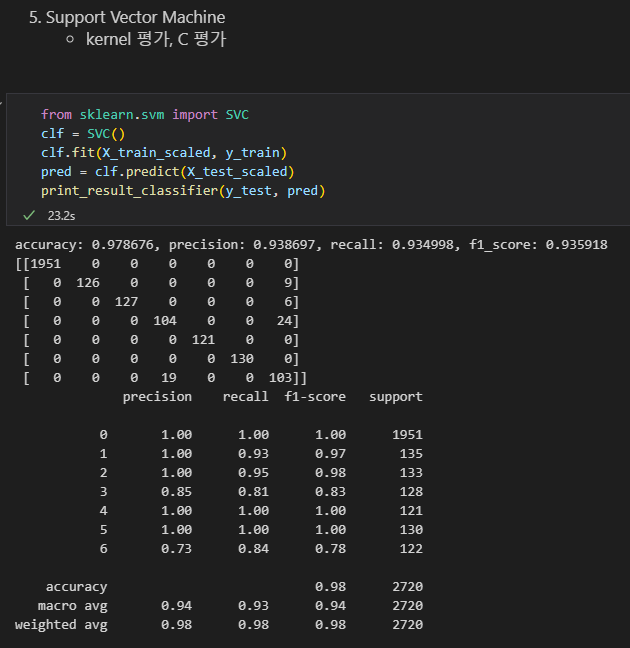 5. Support Vector Machine
○ kernel 평가, C 평가
from sklearn.svm import SVC
clf = SVC()
clf.fit(X_train_scaled, y_train)
pred = clf.predict(X_test_scaled)
print_result_classifier(y_test, pred)
✓ 23.2s
accuracy: 0.978676, precision: 0.938697, recall: 0.934998, f1_score: 0.935918
[[1951 0 0 0 0 0 0]
[ 0 126 0 0 0 0 9]
[ 0 0 127 0 0 0 6]
[ 0 0 0 104 0 0 24]
[ 0 0 0 0 121 0 0]
[ 0 0 0 0 0 130 0]
[ 0 0 0 19 0 0 103]]
precision recall f1-score support
0 1.00 1.00 1.00 1951
1 1.00 0.93 0.97 135
2 1.00 0.95 0.98 133
3 0.85 0.81 0.83 128
4 1.00 1.00 1.00 121
5 1.00 1.00 1.00 130
6 0.73 0.84 0.78 122
accuracy 0.98 2720
macro avg 0.94 0.93 0.94 2720
weighted avg 0.98 0.98 0.98 2720